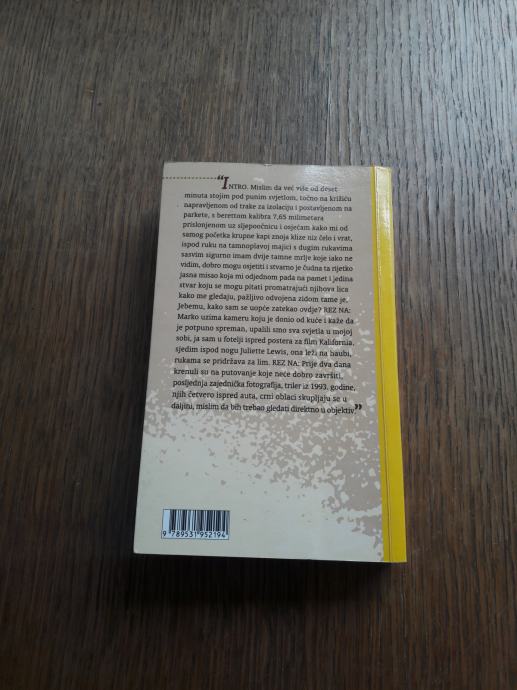 “INTRO. Mislim da već više od deset
minuta stojim pod punim svjetlom, točno na križiću
napravljenom od trake za izolaciju i postavljenom na
parkete, s berettom kalibra 7,65 milimetara
prislonjenom uz sljepoočnicu i osjećam kako mi od
samog početka krupne kapi znoja klize niz čelo i vrat,
ispod ruku na tamnoplavoj majici s dugim rukavima
sasvim sigurno imam dvije tamne mrlje koje iako ne
vidim, dobro mogu osjetiti i stvarno je čudna ta rijetko
jasna misao koja mi odjednom pada na pamet i jedina
stvar koju se mogu pitati promatrajući njihova lica
kako me gledaju, pažljivo odvojena zidom tame je,
Jebemu, kako sam se uopće zatekao ovdje? REZ NA:
Marko uzima kameru koju je donio od kuće i kaže da
je potpuno spreman, upalili smo sva svjetla u mojoj
sobi, ja sam u fotelji ispred postera za film Kalifornia,
sjedim ispod nogu Juliette Lewis, ona leži na haubi,
rukama se pridržava za lim. REZ NA: Prije dva dana
krenuli su na putovanje koje neće dobro završiti,
posljednja zajednička fotografija, triler iz 1993. godine,
njih četvero ispred auta, crni oblaci skupljaju se u
daljini, mislim da bih trebao gledati direktno u objektiv.”
9 789531 952194